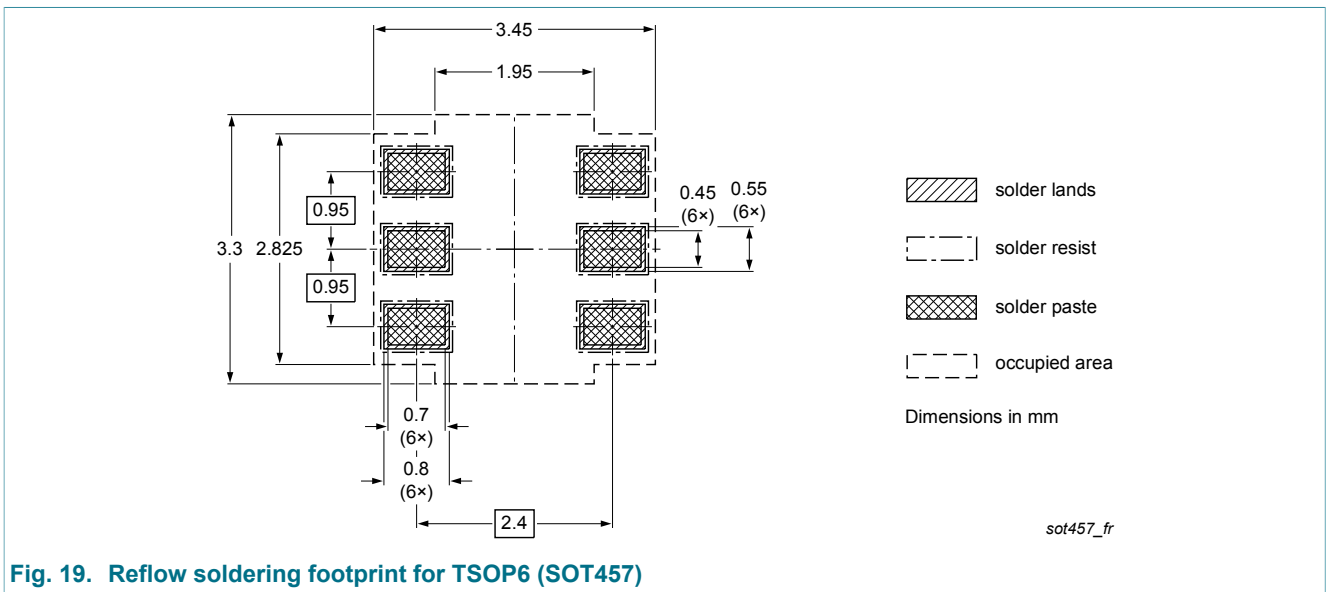 3.45
1.95
0.95
0.45 (6×)
0.55 (6×)
3.3
2.825
0.95
0.7 (6×)
0.8 (6×)
2.4
solder lands
solder resist
solder paste
occupied area
Dimensions in mm
sot457_fr
Fig. 19. Reflow soldering footprint for TSOP6 (SOT457)